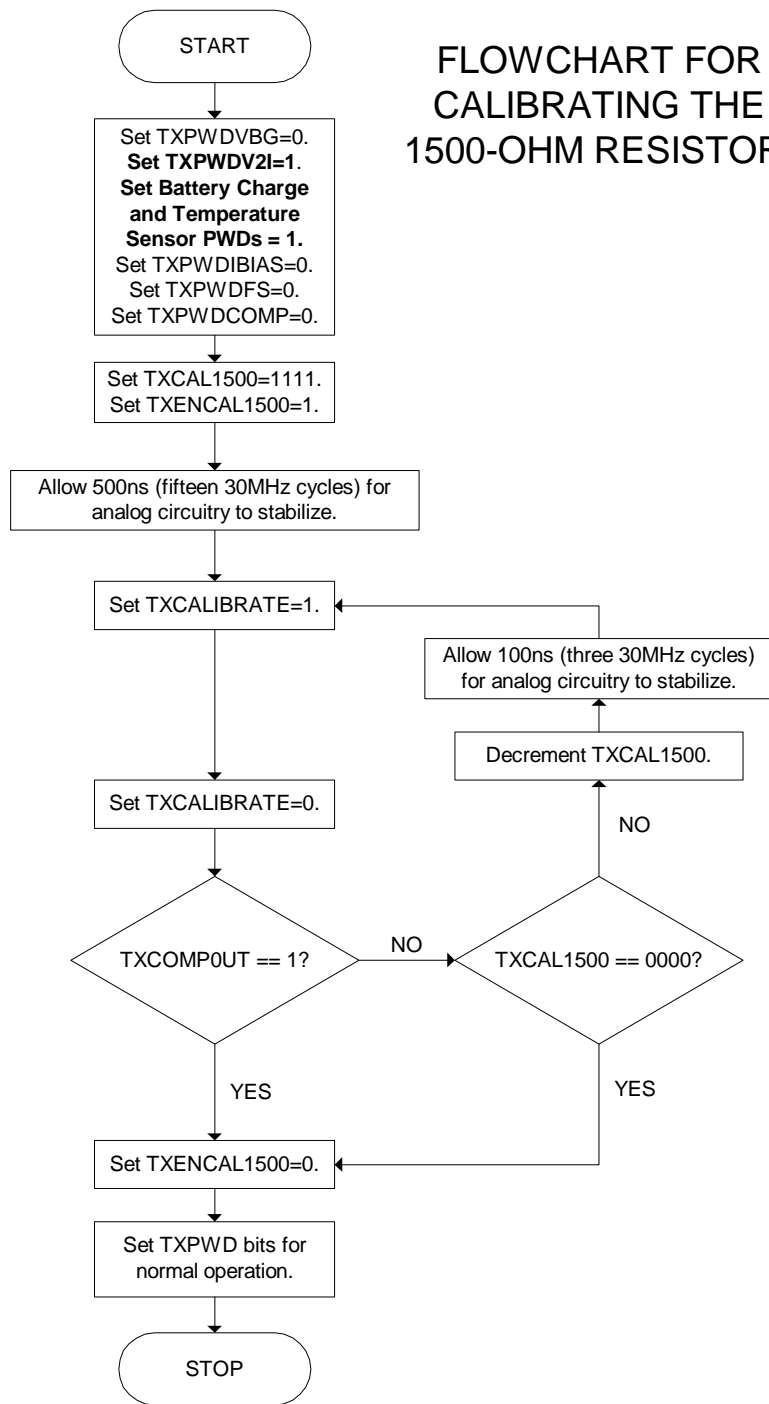 START
FLOWCHART FOR
CALIBRATING THE
1500-OHM RESISTOR
Set TXPWDVBG=0.
Set TXPWDV2I=1.
Set Battery Charge
and Temperature
Sensor PWDs = 1.
Set TXPWDIBIAS=0.
Set TXPWDFS=0.
Set TXPWDCOMP=0.
Set TXCAL1500=1111.
Set TXENCAL1500=1.
Allow 500ns (fifteen 30MHz cycles) for
analog circuitry to stabilize.
Set TXCALIBRATE=1.
Allow 100ns (three 30MHz cycles)
for analog circuitry to stabilize.
Decrement TXCAL1500.
Set TXCALIBRATE=0.
NO
TXCOMP0UT == 1?
NO
TXCAL1500 == 0000?
YES
YES
Set TXENCAL1500=0.
Set TXPWD bits for
normal operation.
STOP